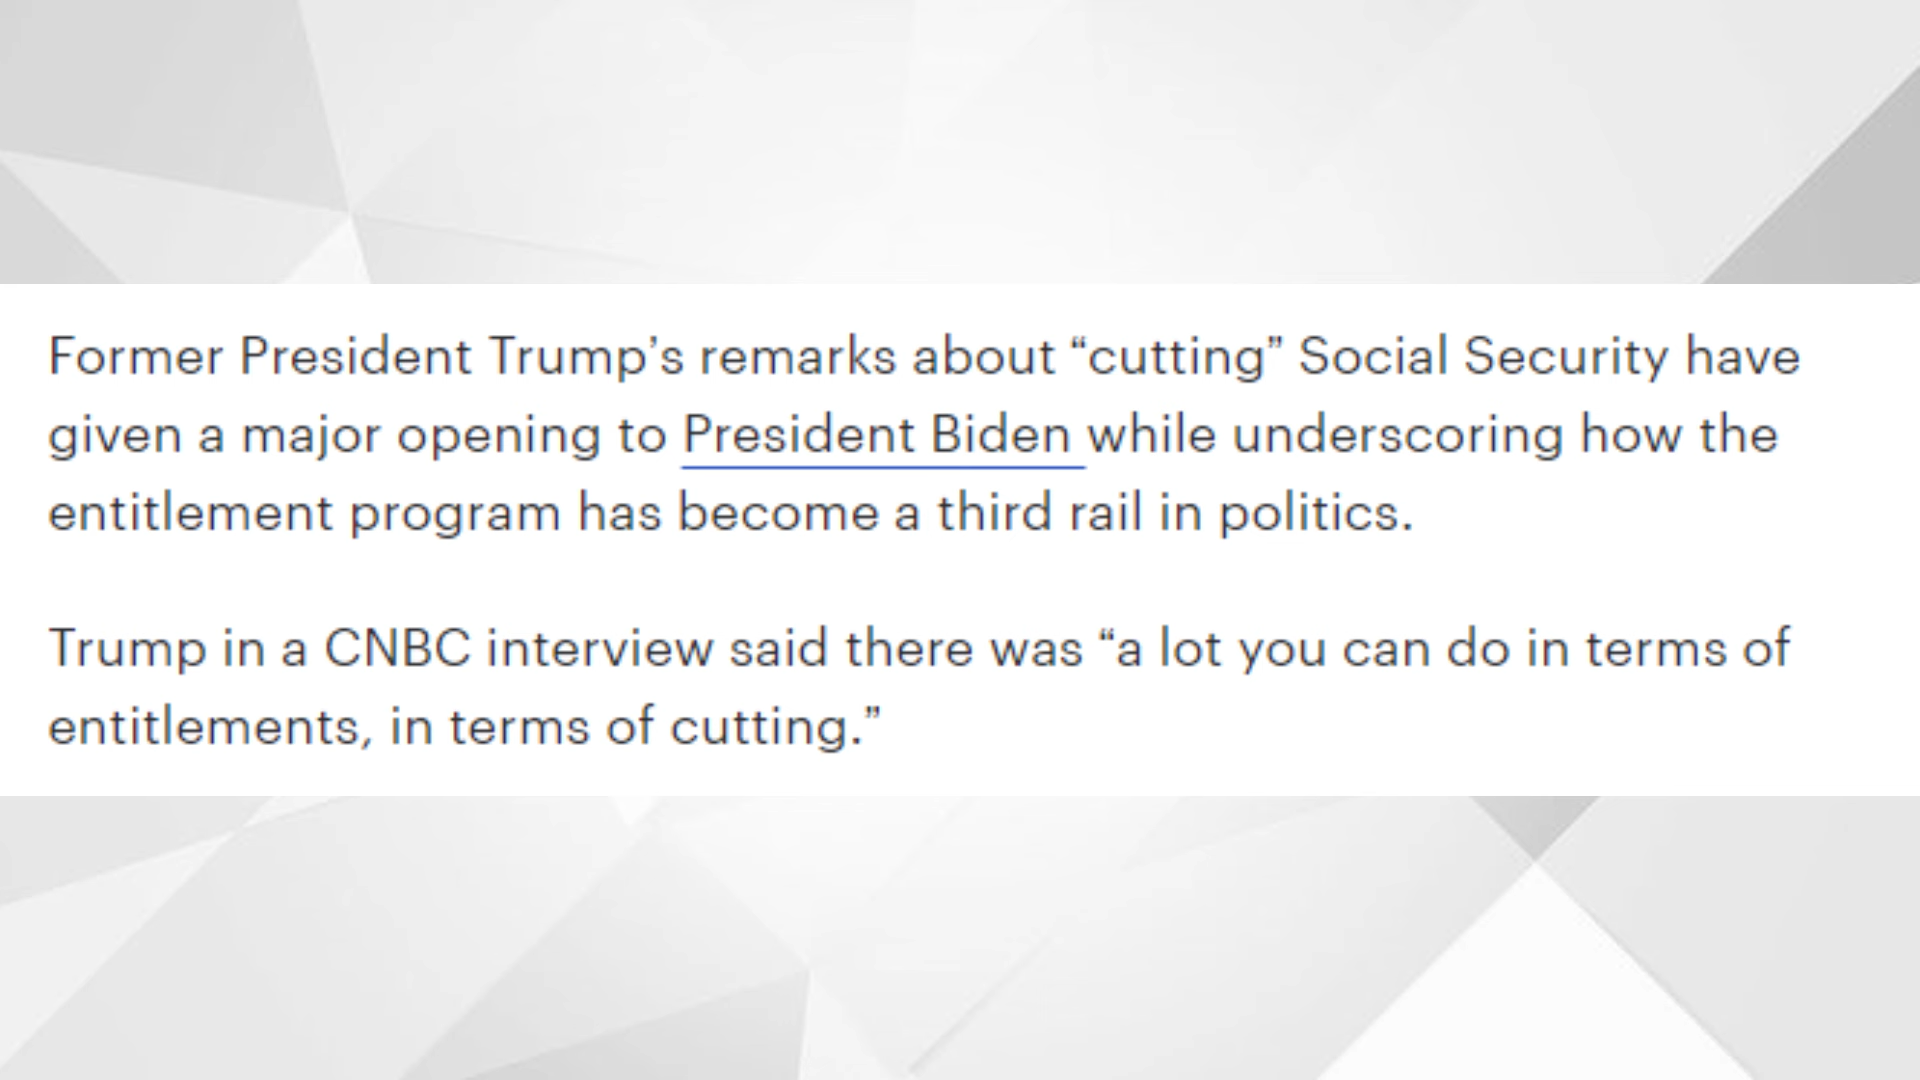 Former President Trump’s remarks about “cutting” Social Security have
given a major opening to President Biden while underscoring how the
entitlement program has become a third rail in politics.
Trump in a CNBC interview said there was “a lot you can do in terms of
entitlements, in terms of cutting.”